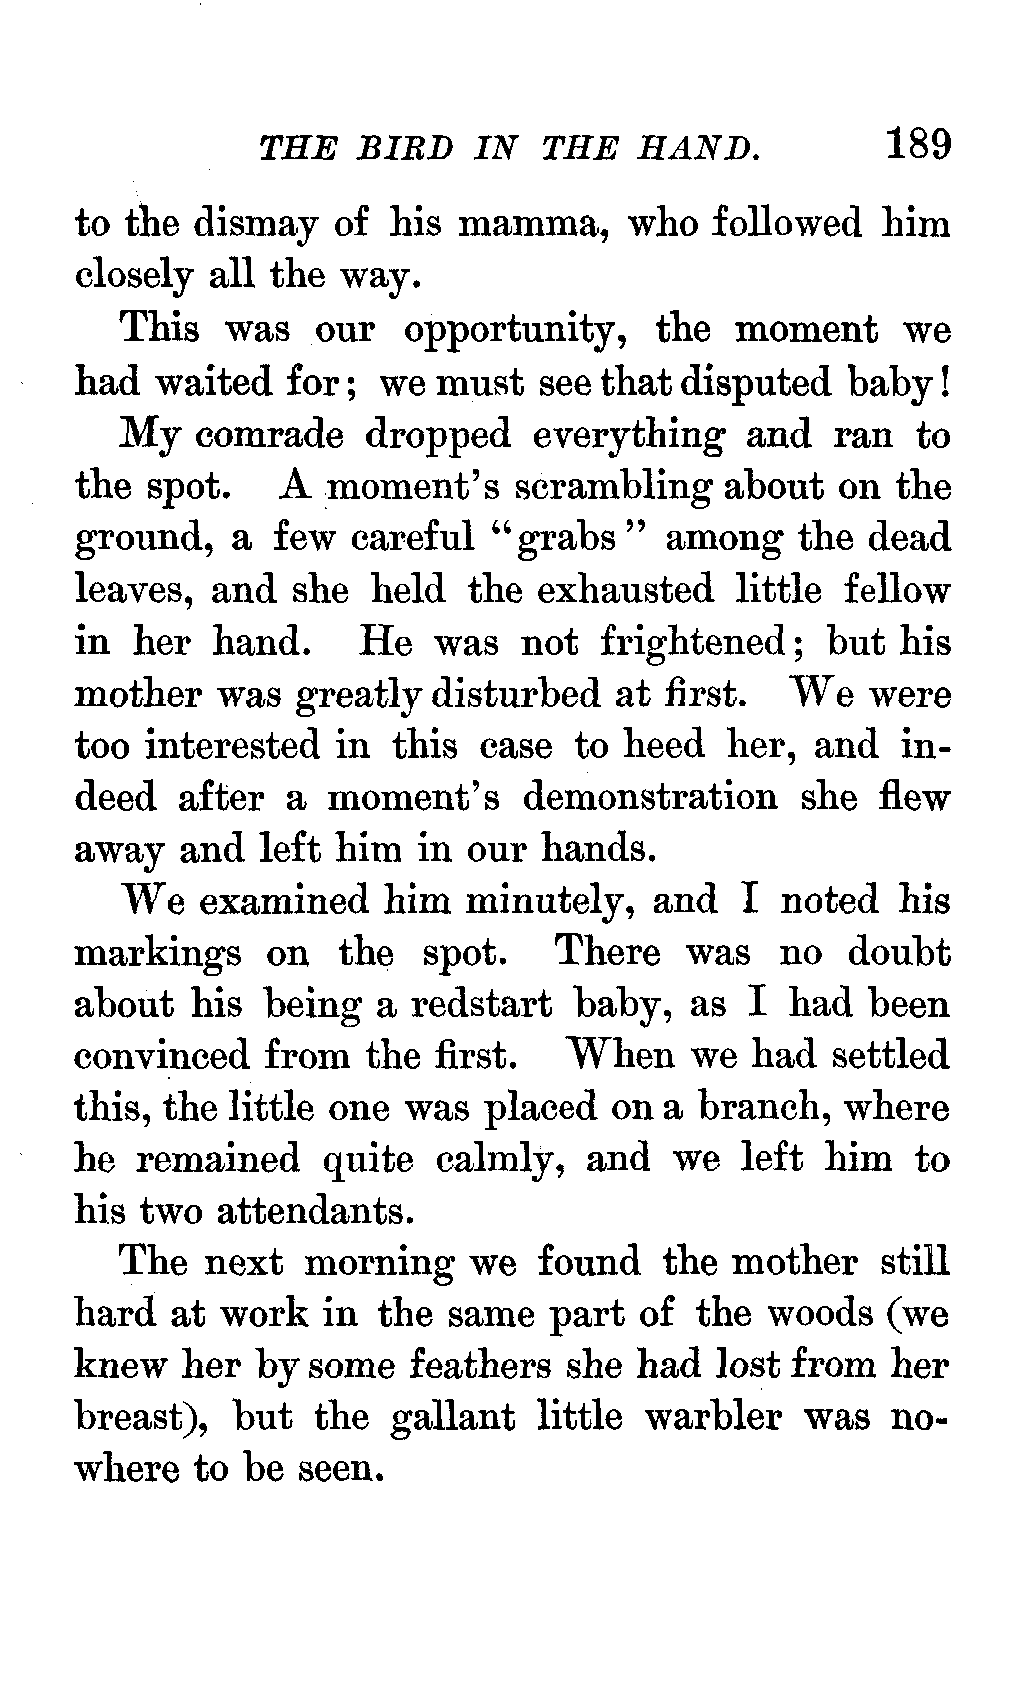 THE BIRD IN THE HAND. 189
to the dismay of his mamma, who followed him
closely all the way.
This was our opportunity, the moment we
had waited for; we must see that disputed baby!
My comrade dropped everything and ran to
the spot. A moment's scrambling about on the
ground, a few careful "grabs" among the dead
leaves, and she held the exhausted little fellow
in her hand. He was not frightened; but his
mother was greatly disturbed at first. We were
too interested in this case to heed her, and in-
deed after a moment's demonstration she flew
away and left him in our hands.
We examined him minutely, and I noted his
markings on the spot. There was no doubt
about his being a redstart baby, as I had been
convinced from the first. When we had settled
this, the little one was placed on a branch, where
he remained quite calmly, and we left him to
his two attendants.
The next morning we found the mother still
hard at work in the same part of the woods (we
knew her by some feathers she had lost from her
breast), but the gallant little warbler was no-
where to be seen.